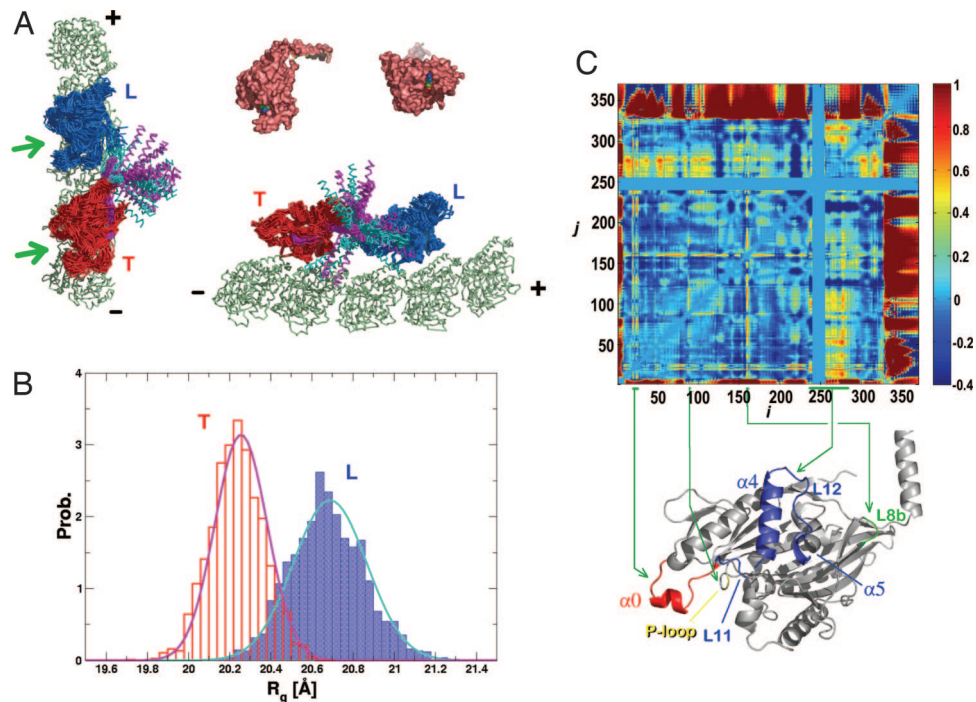 A
+
L
T
−
T
L
−
+
B
4
3
2
1
0
Prob.
T
L
19.6 19.8 20 20.2 20.4 20.6 20.8 21 21.2 21.4
Rg [Å]
C
350
300
250
200
150
100
50
j
50 100 150 200 250 300 350
i
1
0.8
0.6
0.4
0.2
0
-0.2
-0.4
α4
L12
L8b
α0
α5
P-loop
L11